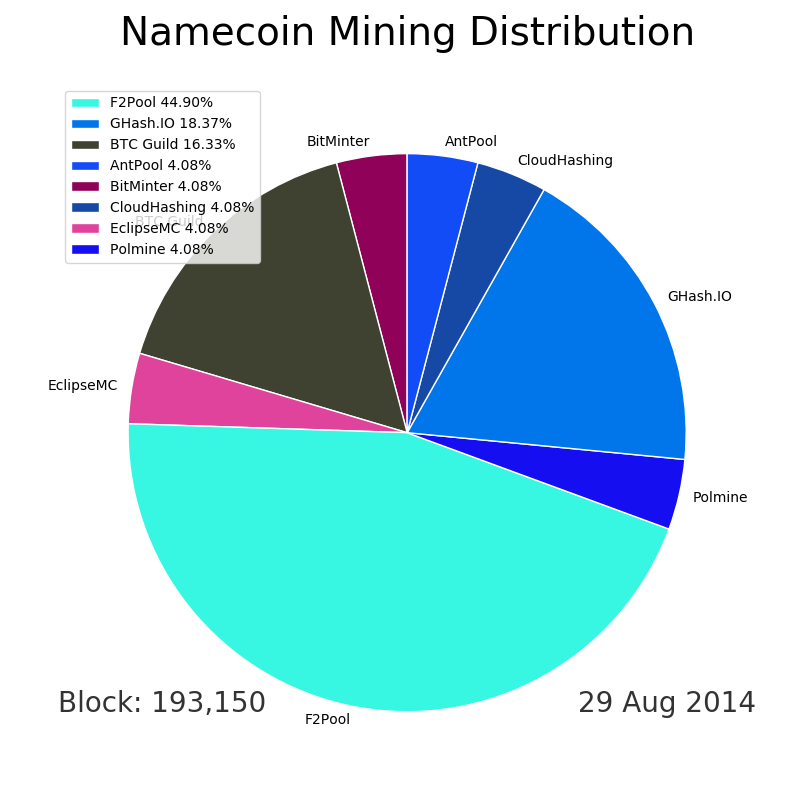 Namecoin Mining Distribution
F2Pool 44.90%
GHash.IO 18.37%
BTC Guild 16.33%
AntPool 4.08%
BitMinter 4.08%
CloudHashing 4.08%
EclipseMC 4.08%
Polmine 4.08%
BitMinter
AntPool
CloudHashing
BTC Guild
GHash.IO
EclipseMC
Polmine
Block: 193,150
29 Aug 2014
F2Pool